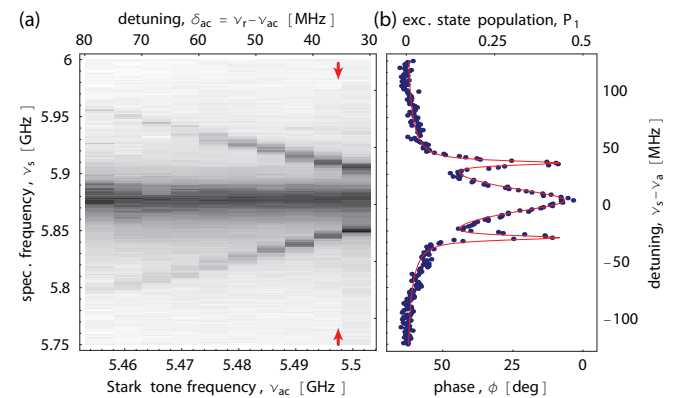 (a) detuning, δac = νr − νac [MHz]
80 70 60 50 40 30
6
5.95
5.9
5.85
5.8
5.75
spec. frequency, νs [GHz]
5.46 5.47 5.48 5.49 5.5
Stark tone frequency, νac [GHz]
(b) exc. state population, P1
0 0.25 0.5
100
50
0
−50
−100
detuning, νs−νa [MHz]
50 25 0
phase, ϕ [deg]